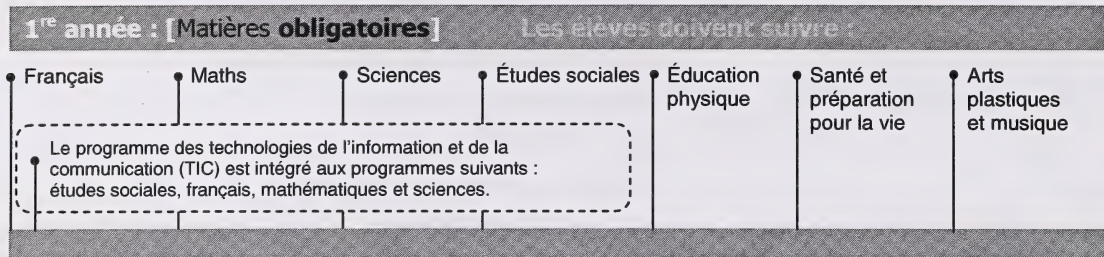 1re année : [Matières obligatoires] Les élèves doivent suivre :
Français
Maths
Sciences
Études sociales
Éducation
physique
Santé et
préparation
pour la vie
Arts
plastiques
et musique
Le programme des technologies de l'information et de la
communication (TIC) est intégré aux programmes suivants :
études sociales, français, mathématiques et sciences.